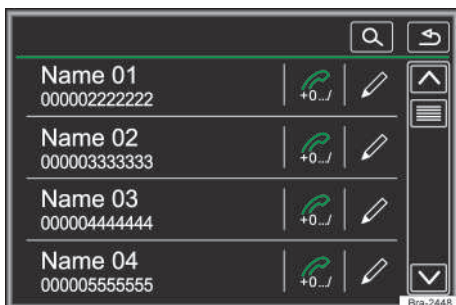 Name 01
000002222222
+0.../
Name 02
000003333333
+0.../
Name 03
000004444444
+0.../
Name 04
000005555555
+0.../
Bra-2448